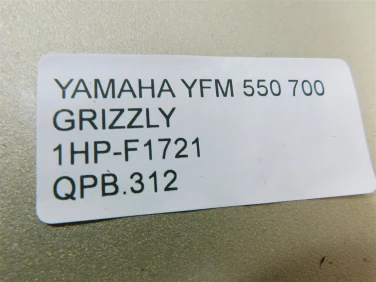 YAMAHA YFM 550 700
GRIZZLY
1HP-F1721
QPB.312